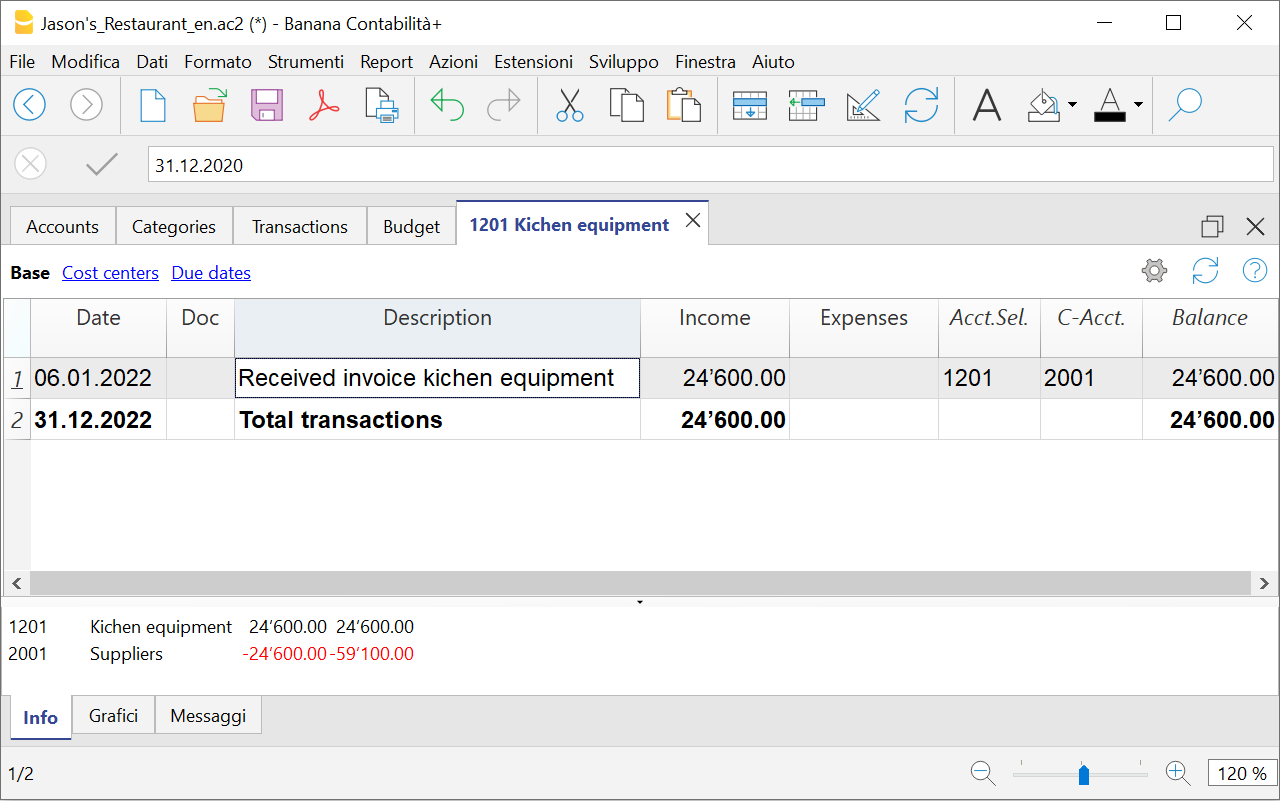 Jason's_Restaurant_en.ac2 (*) - Banana Contabilità+
File Modifica Dati Formato Strumenti Report Azioni Estensioni Sviluppo Finestra Aiuto
31.12.2020
Accounts Categories Transactions Budget 1201 Kichen equipment
Base Cost centers Due dates
Date Doc Description Income Expenses Acct.Sel. C-Acct. Balance
1 06.01.2022 Received invoice kichen equipment 24’600.00 1201 2001 24’600.00
2 31.12.2022 Total transactions 24’600.00 24’600.00
1201 Kichen equipment 24’600.00 24’600.00
2001 Suppliers -24’600.00 -59’100.00
Info Grafici Messaggi
1/2 120 %